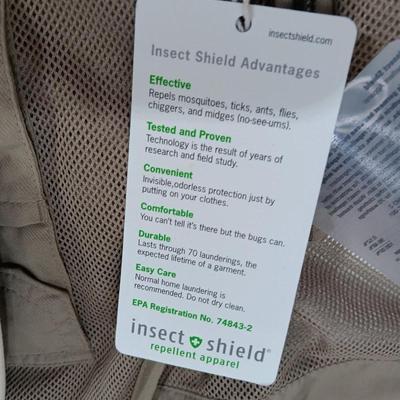 insectshield.com
Insect Shield Advantages
Effective
Repels mosquitoes, ticks, ants, flies,
chiggers, and midges (no-see-ums).
Tested and Proven
Technology is the result of years of
research and field study.
Convenient
Invisible,odorless protection just by
putting on your clothes.
Comfortable
You can't tell it's there but the bugs can.
Durable
Lasts through 70 launderings, the
expected lifetime of a garment.
Easy Care
Normal home laundering is
recommended. Do not dry clean.
EPA Registration No. 74843-2
insect shield®
repellent apparel